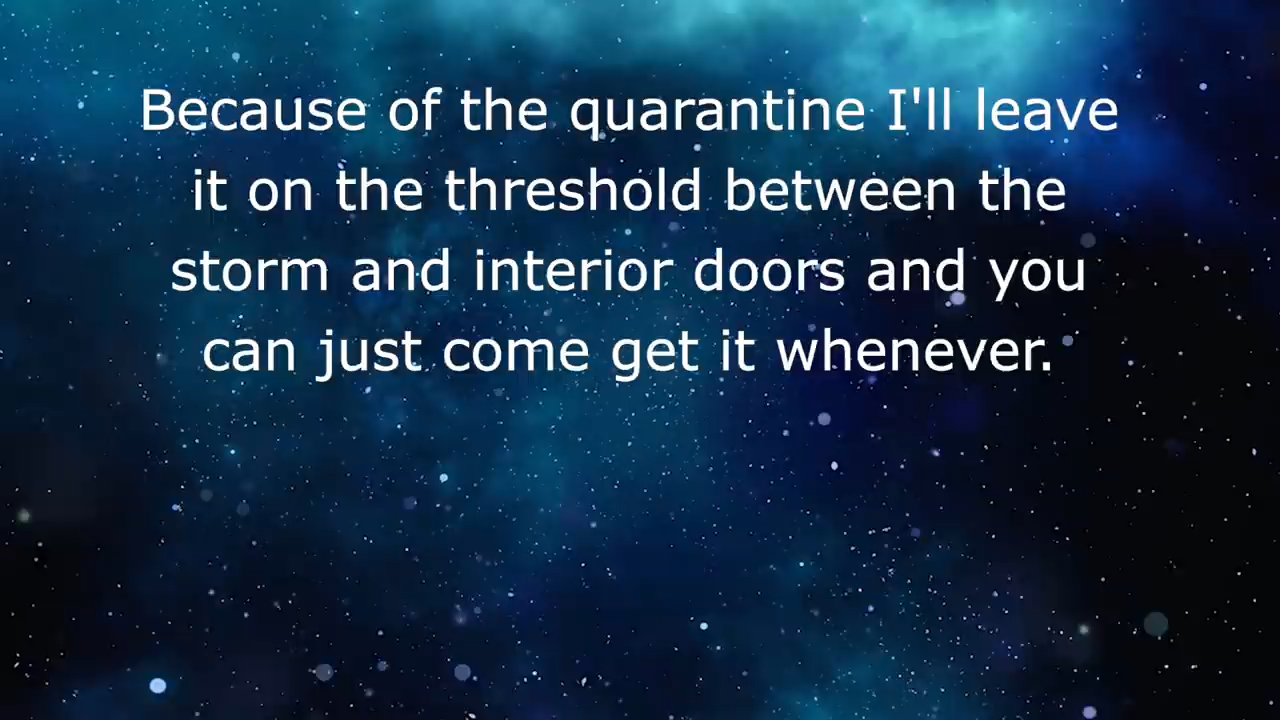 Because of the quarantine I'll leave
it on the threshold between the
storm and interior doors and you
can just come get it whenever.